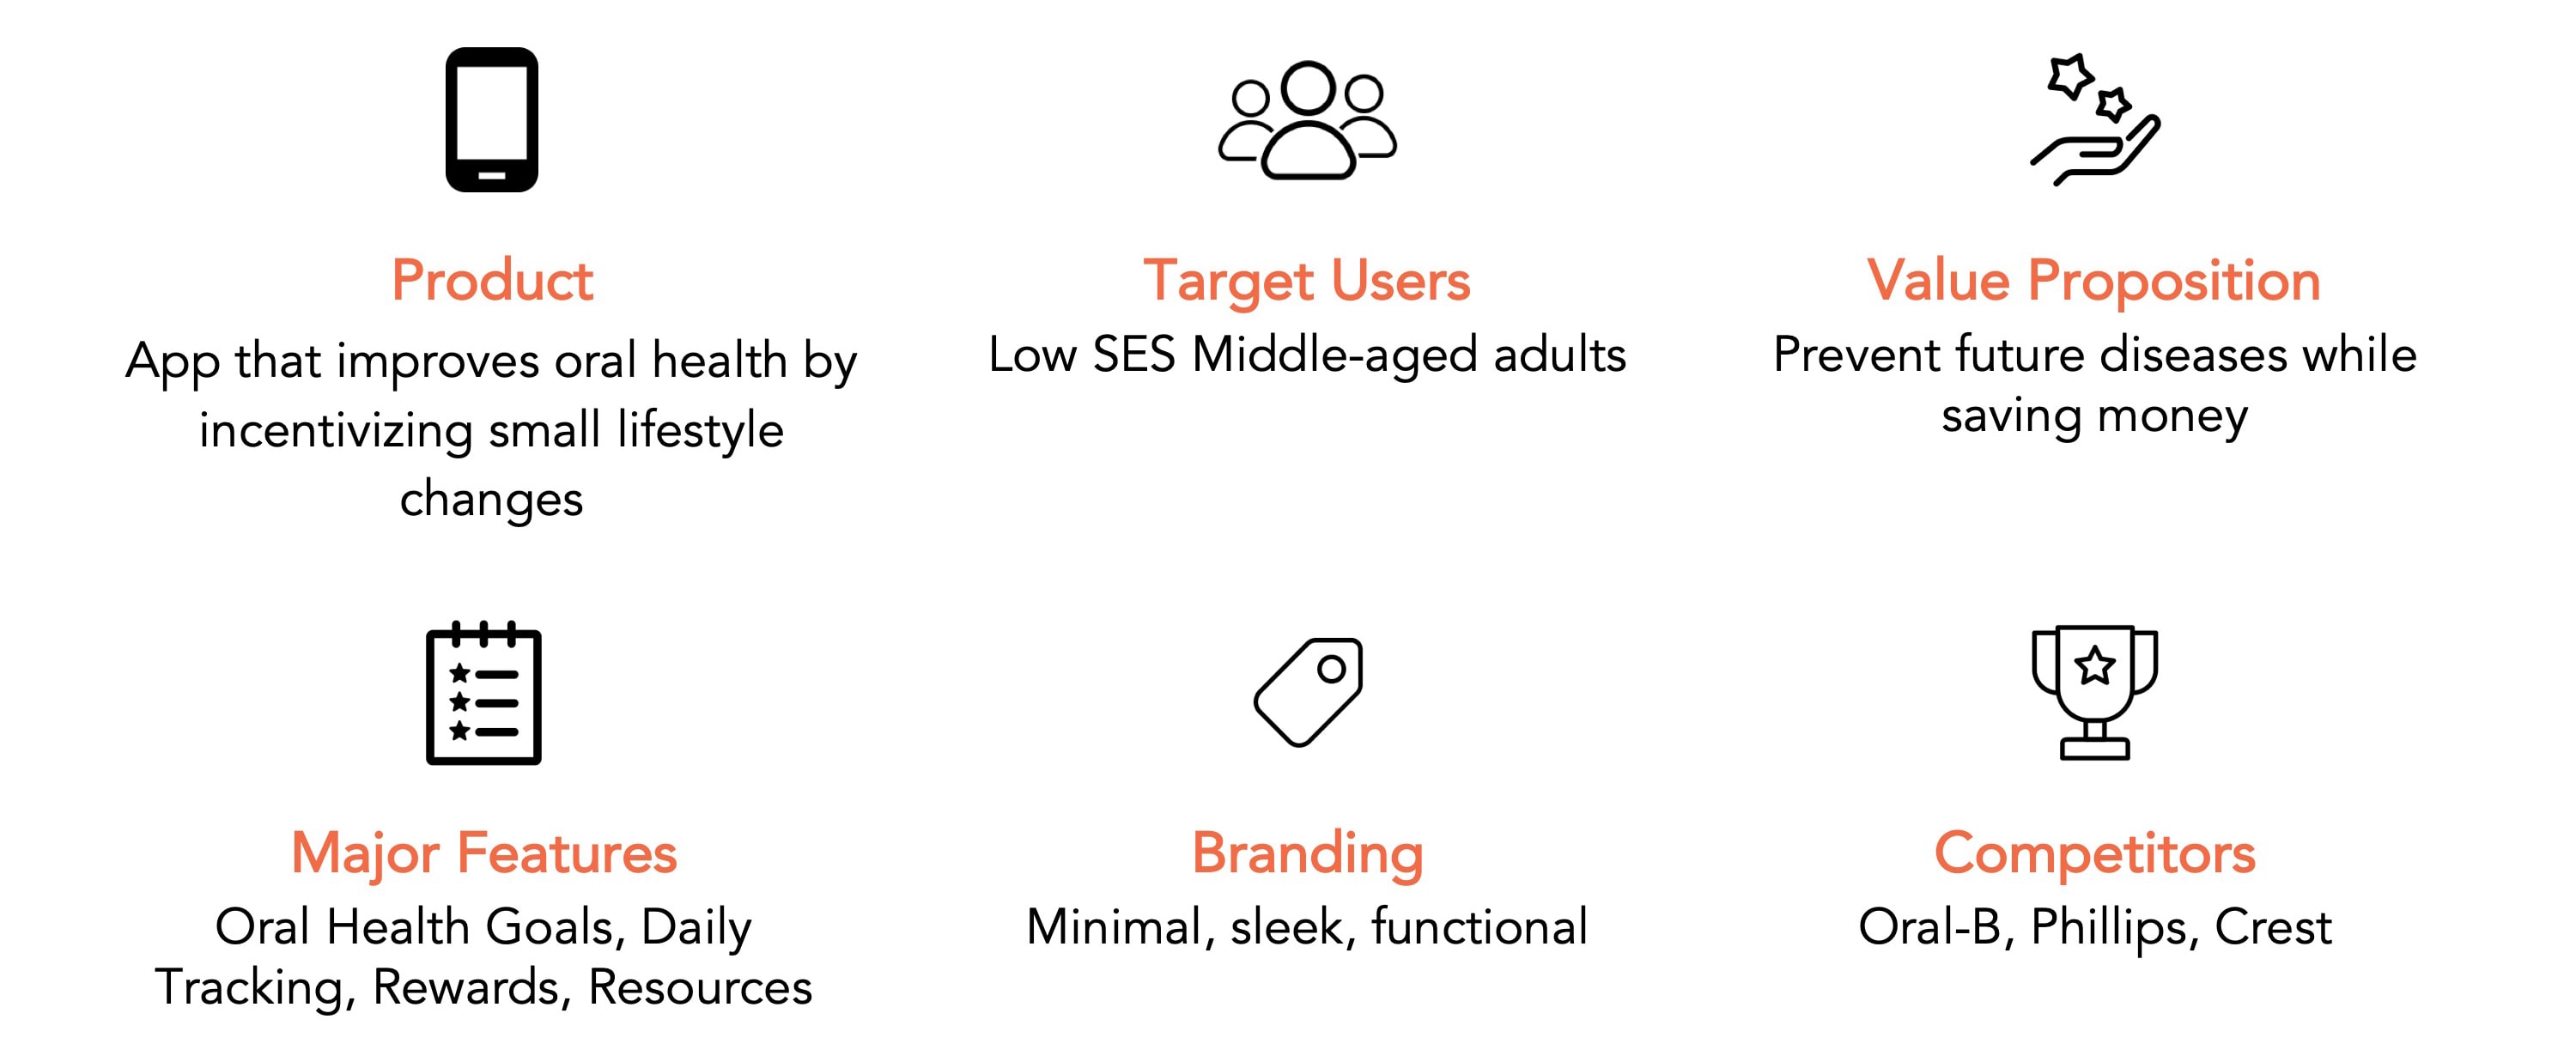 Product
App that improves oral health by
incentivizing small lifestyle
changes
Target Users
Low SES Middle-aged adults
Value Proposition
Prevent future diseases while
saving money
Major Features
Oral Health Goals, Daily
Tracking, Rewards, Resources
Branding
Minimal, sleek, functional
Competitors
Oral-B, Phillips, Crest